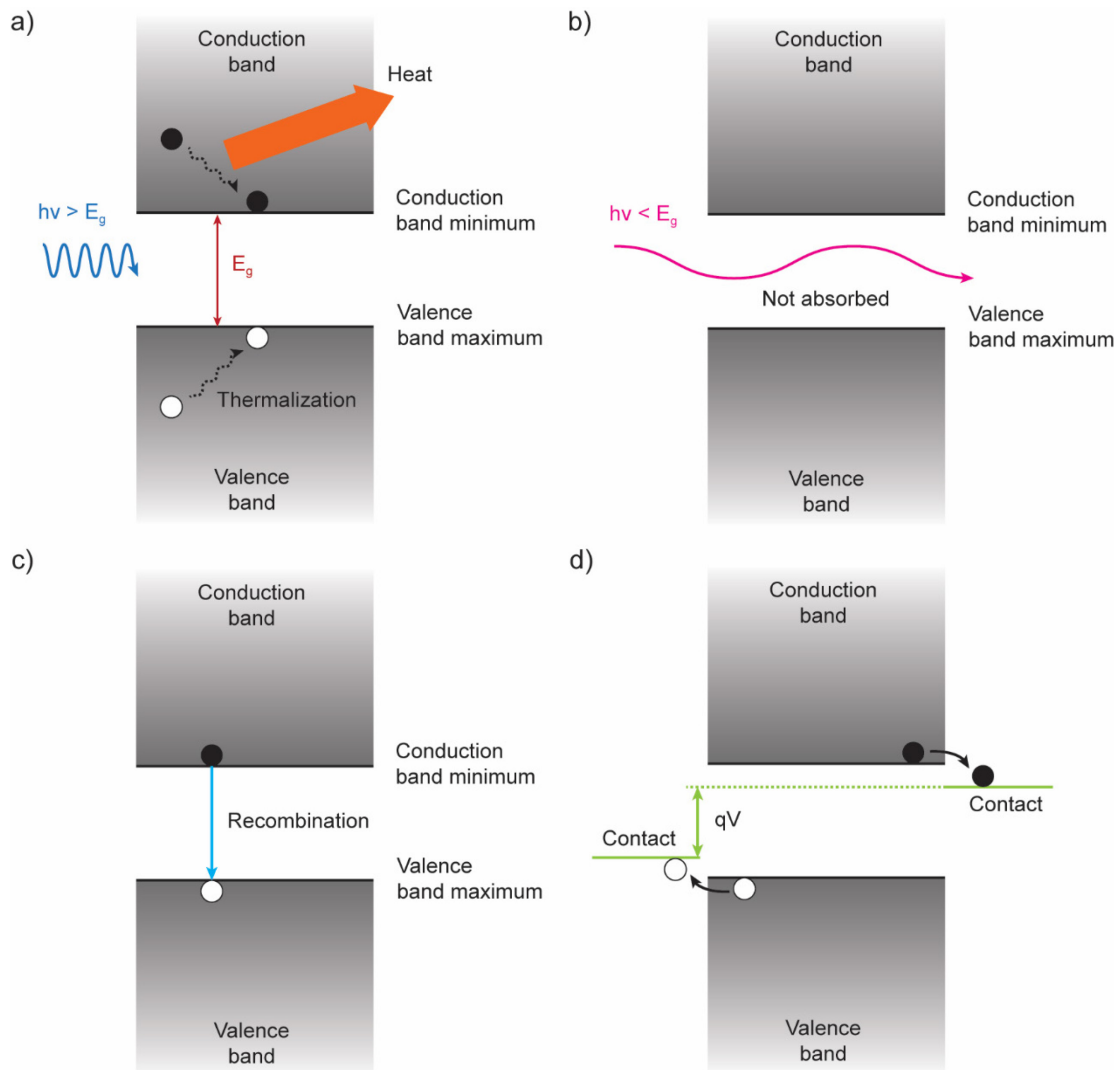 a)
Conduction
band
Heat
hν > Eg
Conduction
band minimum
Eg
Valence
band maximum
Thermalization
Valence
band
b)
Conduction
band
hν < Eg
Conduction
band minimum
Not absorbed
Valence
band maximum
Valence
band
c)
Conduction
band
Conduction
band minimum
Recombination
Valence
band maximum
Valence
band
d)
Conduction
band
Contact
qV
Contact
Valence
band